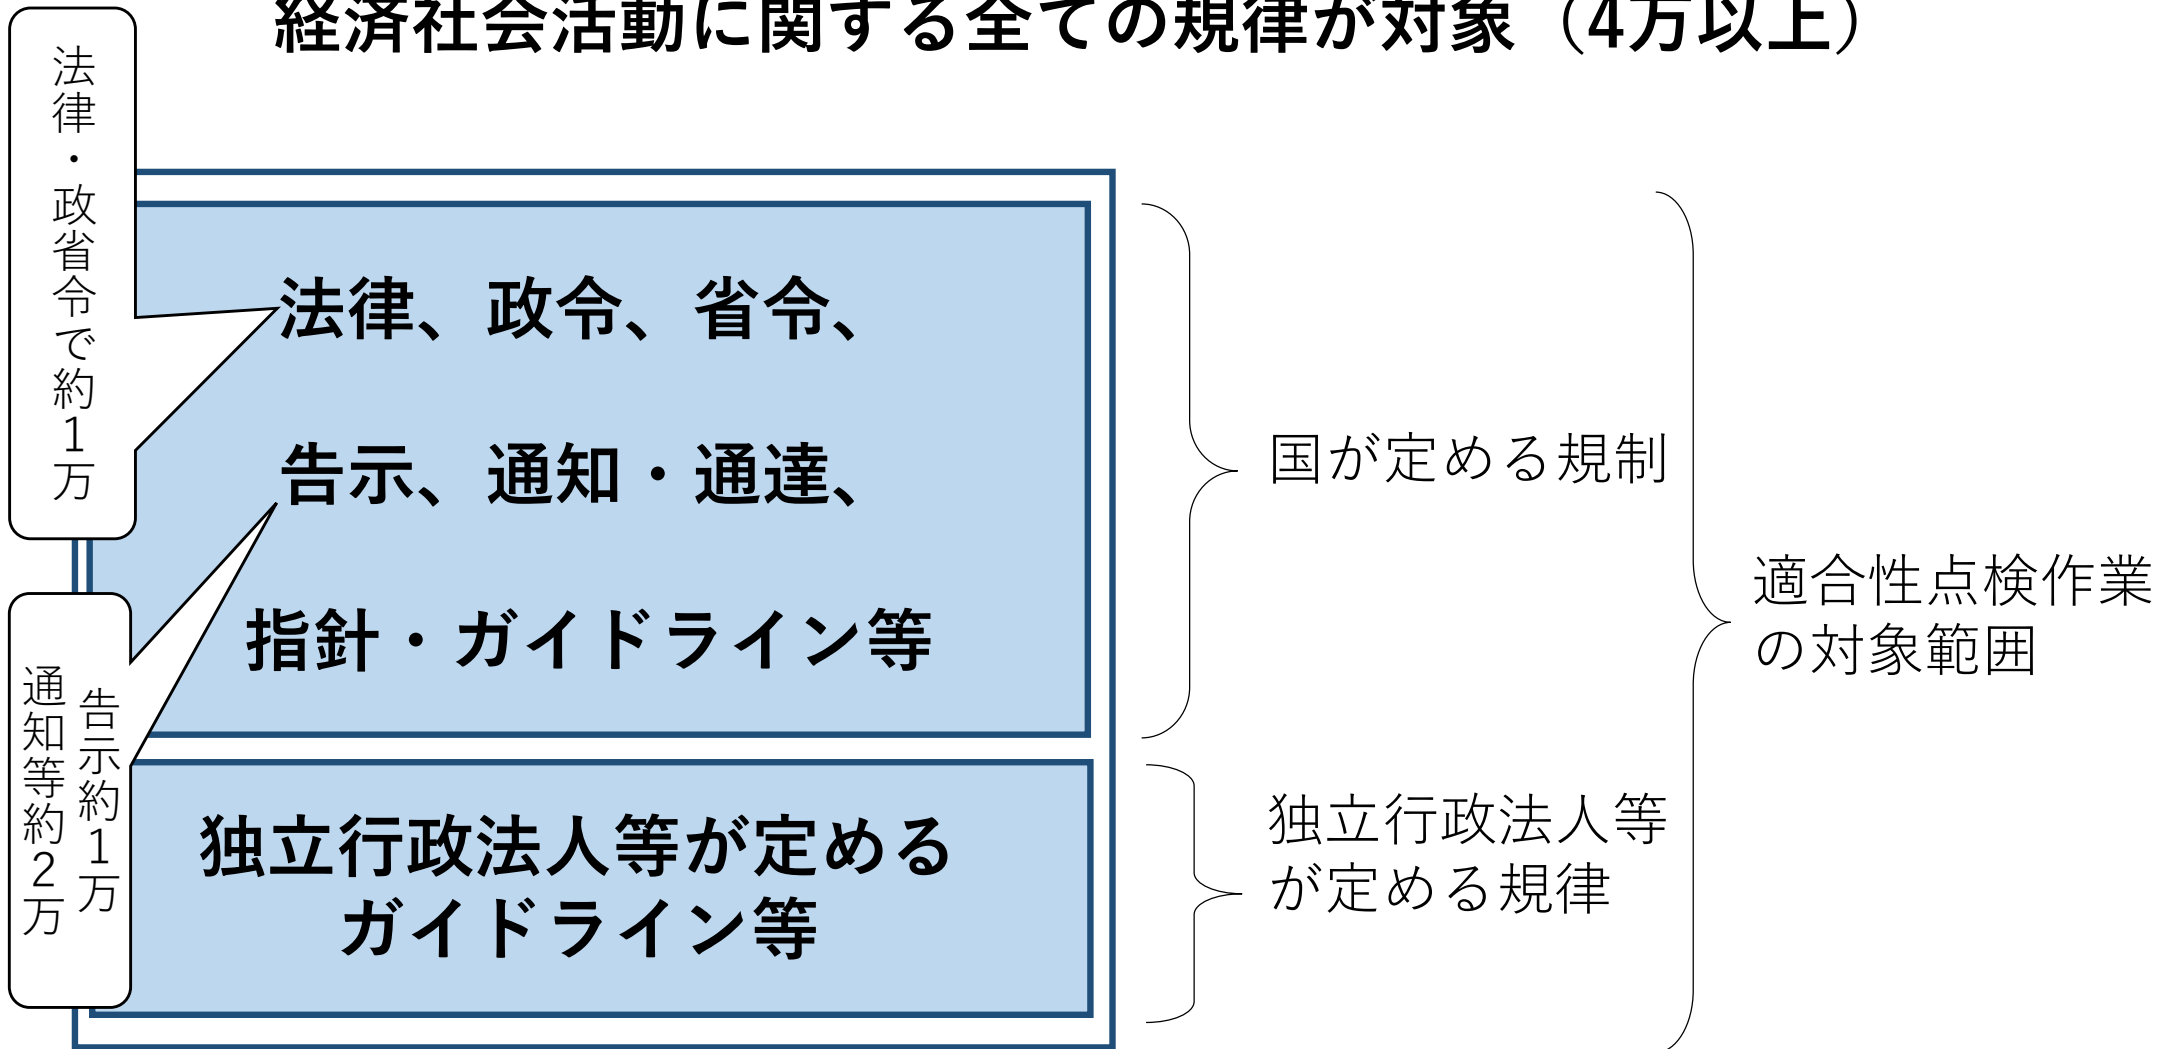 経済社会活動に関する全ての規律が対象（4万以上）
法律・政省令で約1万
法律、政令、省令、
告示、通知・通達、
指針・ガイドライン等
告示約1万
通知等約2万
独立行政法人等が定める
ガイドライン等
国が定める規制
独立行政法人等
が定める規律
適合性点検作業
の対象範囲